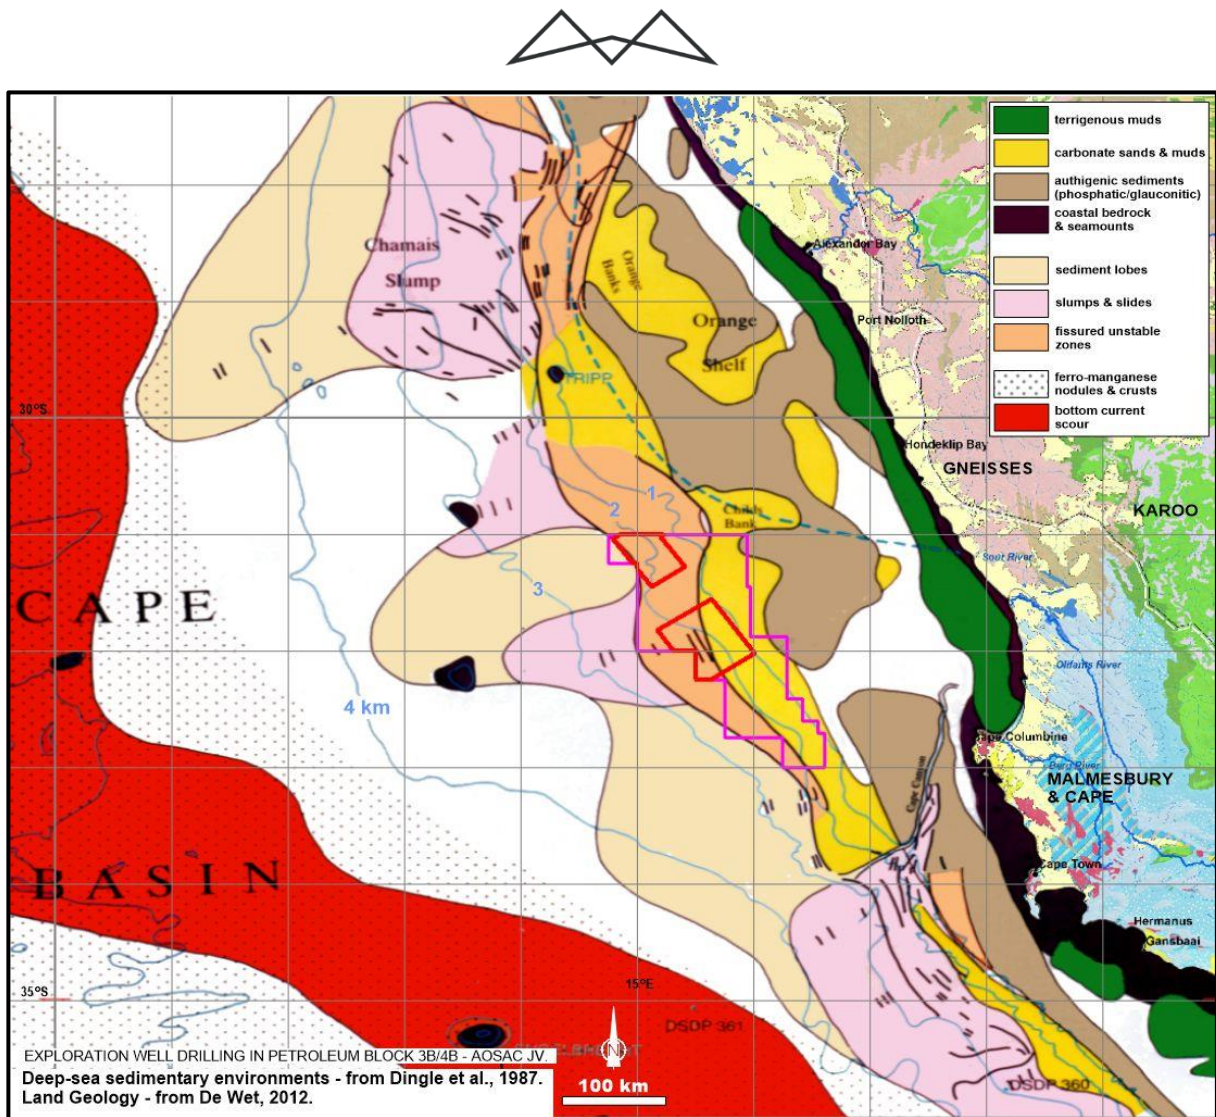 terrigenous muds
carbonate sands & muds
authigenic sediments
(phosphatic/glauconitic)
coastal bedrock
& seamounts
sediment lobes
slumps & slides
fissured unstable
zones
ferro-manganese
nodules & crusts
bottom current
scour
Chamais
Slump
Orange
Banks
Orange
Shelf
Alexander Bay
Port Nolloth
TRIPP
30°S
Hondeklip Bay
GNEISSES
KAROO
1
2
Childs
Bank
3
CAPE
Olifants River
4 km
Cape Columbine
Berg River
Cape Canyon
MALMESBURY
& CAPE
BASIN
Cape Town
Hermanus
Gansbaai
35°S
15°E
DSDP 361
N
DSDP 360
EXPLORATION WELL DRILLING IN PETROLEUM BLOCK 3B/4B - AOSAC JV.
Deep-sea sedimentary environments - from Dingle et al., 1987.
Land Geology - from De Wet, 2012.
100 km